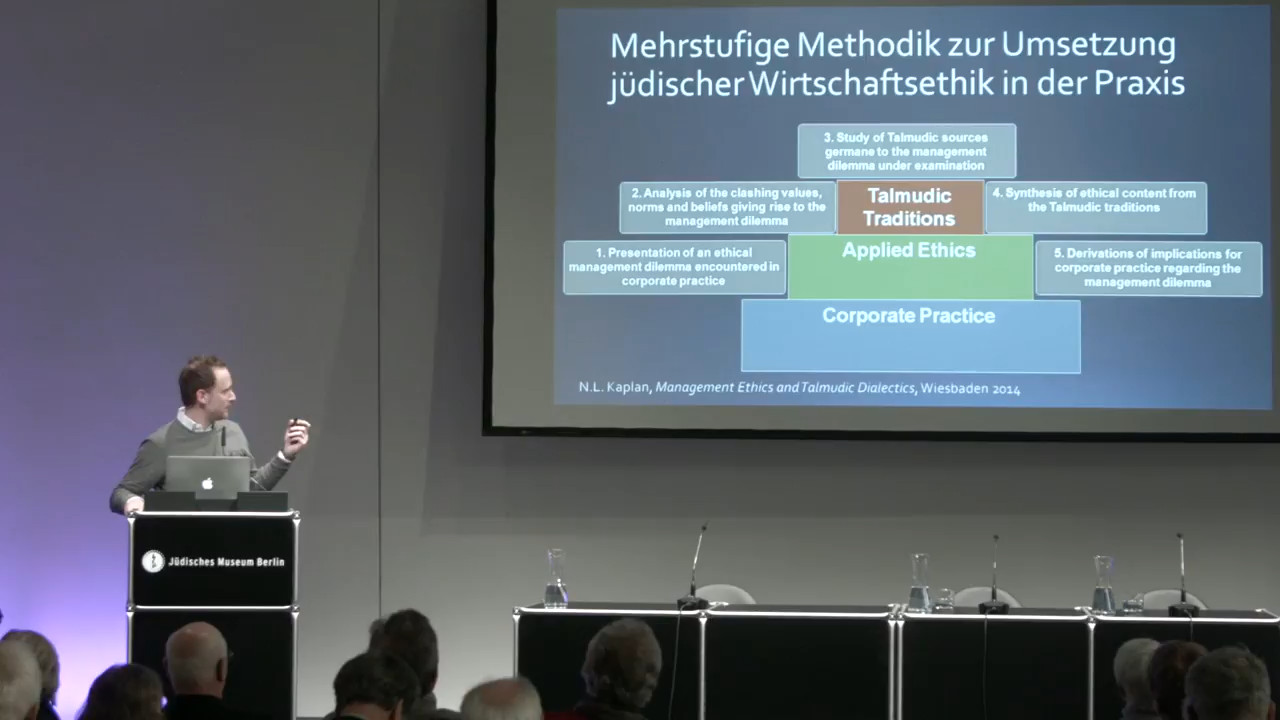 Mehrstufige Methodik zur Umsetzung
jüdischer Wirtschaftsethik in der Praxis
3. Study of Talmudic sources
germane to the management
dilemma under examination
2. Analysis of the clashing values,
norms and beliefs giving rise to the
management dilemma
Talmudic
Traditions
4. Synthesis of ethical content from
the Talmudic traditions
1. Presentation of an ethical
management dilemma encountered in
corporate practice
Applied Ethics
5. Derivations of implications for
corporate practice regarding the
management dilemma
Corporate Practice
N.L. Kaplan, Management Ethics and Talmudic Dialectics, Wiesbaden 2014
Jüdisches Museum Berlin